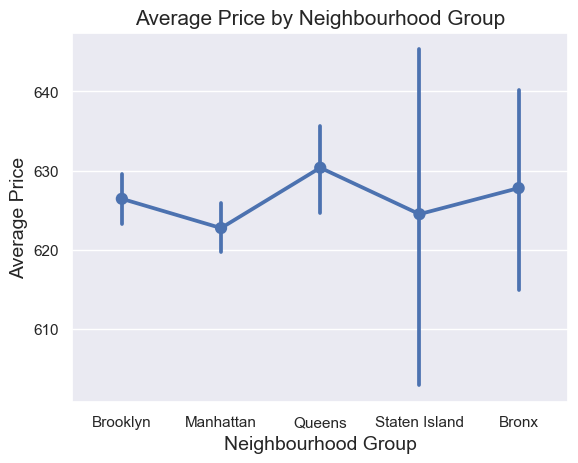 Average Price by Neighbourhood Group
Average Price
640
630
620
610
Brooklyn Manhattan Queens Staten Island Bronx
Neighbourhood Group